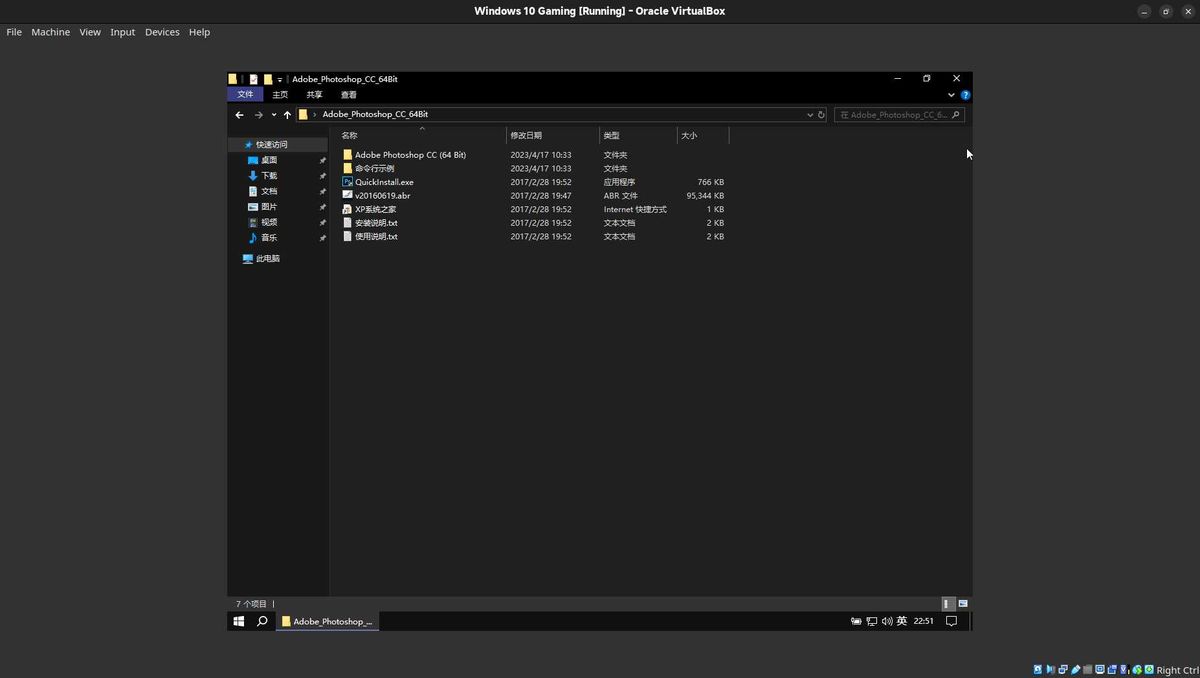 Windows 10 Gaming [Running] - Oracle VirtualBox
File Machine View Input Devices Help
Adobe_Photoshop_CC_64Bit
文件 主页 共享 查看
Adobe_Photoshop_CC_64Bit
在 Adobe_Photoshop_CC_6...
名称 修改日期 类型 大小
快速访问
桌面
下载
文档
图片
视频
音乐
此电脑
Adobe Photoshop CC (64 Bit) 2023/4/17 10:33 文件夹
命令行示例 2023/4/17 10:33 文件夹
QuickInstall.exe 2017/2/28 19:52 应用程序 766 KB
v20160619.abr 2017/2/28 19:47 ABR 文件 95,344 KB
XP系统之家 2017/2/28 19:52 Internet 快捷方式 1 KB
安装说明.txt 2017/2/28 19:52 文本文档 2 KB
使用说明.txt 2017/2/28 19:52 文本文档 2 KB
7 个项目
Adobe_Photoshop_...
英 22:51
Right Ctrl